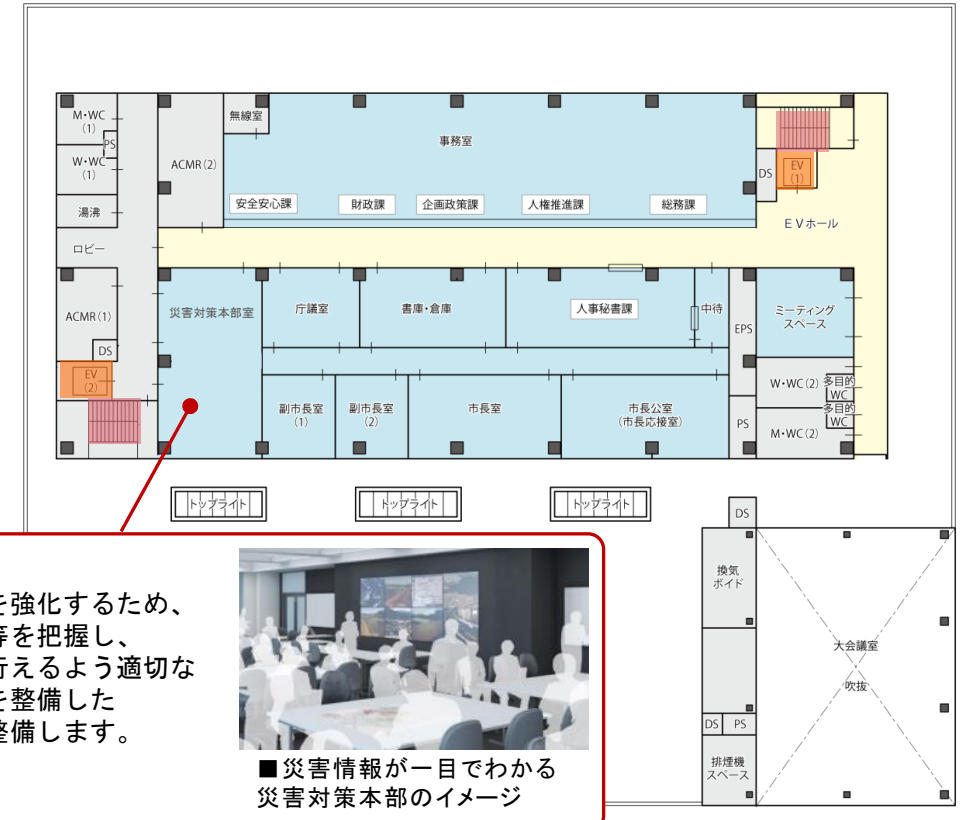 M・WC
(1)
PS
W・WC
(1)
湯沸
ロビー
ACMR(1)
DS
EV
(2)
ACMR(2)
無線室
事務室
安全安心課
財政課
企画政策課
人権推進課
総務課
DS
EV
(1)
EVホール
災害対策本部室
庁議室
書庫・倉庫
人事秘書課
中待
EPS
ミーティング
スペース
副市長室
(1)
副市長室
(2)
市長室
市長公室
(市長応接室)
PS
W・WC(2)
多目的
WC
多目的
WC
M・WC(2)
トップライト
トップライト
トップライト
DS
換気
ボイド
大会議室
吹抜
DS
PS
排煙機
スペース
を強化するため、
等を把握し、
行えるよう適切な
を整備した
整備します。
■災害情報が一目でわかる
災害対策本部のイメージ